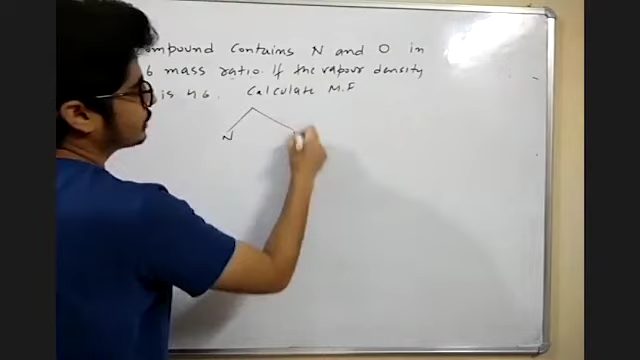 ompound Contains N and O in
6 mass ratio. If the vapour density
is 46. Calculate M.F
N